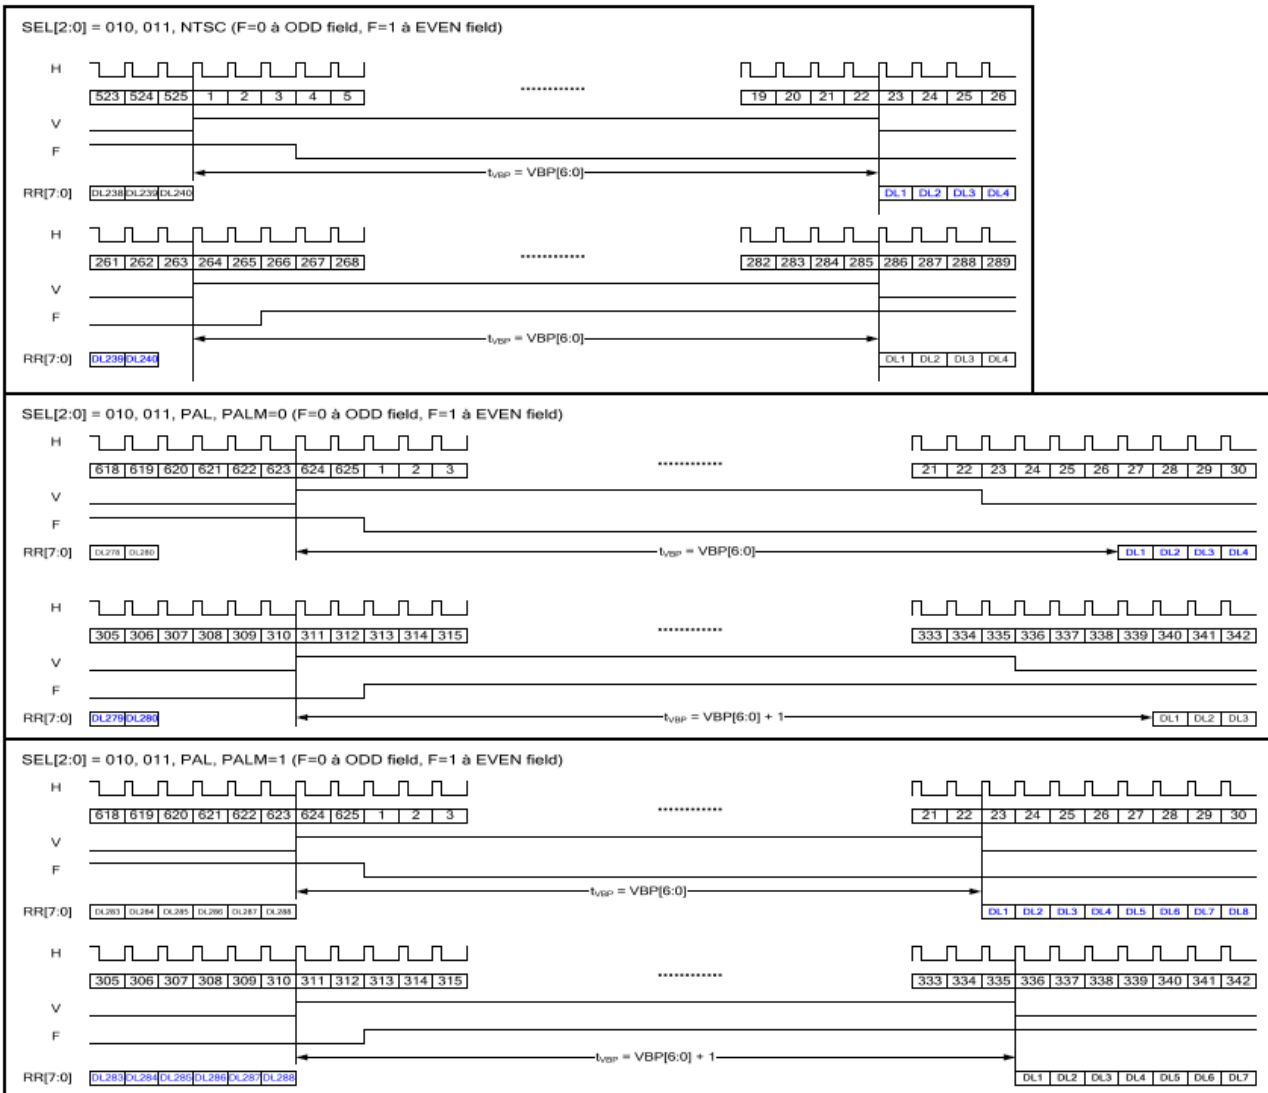 SEL[2:0] = 010, 011, NTSC (F=0 à ODD field, F=1 à EVEN field)
H
523 524 525 1 2 3 4 5 ............ 19 20 21 22 23 24 25 26
V
F
tVBP = VBP[6:0]
RR[7:0] DL238 DL239 DL240 DL1 DL2 DL3 DL4
H
261 262 263 264 265 266 267 268 ............ 282 283 284 285 286 287 288 289
V
F
tVBP = VBP[6:0]
RR[7:0] DL239 DL240 DL1 DL2 DL3 DL4
SEL[2:0] = 010, 011, PAL, PALM=0 (F=0 à ODD field, F=1 à EVEN field)
H
618 619 620 621 622 623 624 625 1 2 3 ............ 21 22 23 24 25 26 27 28 29 30
V
F
RR[7:0] DL278 DL280 tVBP = VBP[6:0] DL1 DL2 DL3 DL4
H
305 306 307 308 309 310 311 312 313 314 315 ............ 333 334 335 336 337 338 339 340 341 342
V
F
RR[7:0] DL279 DL280 tVBP = VBP[6:0] + 1 DL1 DL2 DL3
SEL[2:0] = 010, 011, PAL, PALM=1 (F=0 à ODD field, F=1 à EVEN field)
H
618 619 620 621 622 623 624 625 1 2 3 ............ 21 22 23 24 25 26 27 28 29 30
V
F
tVBP = VBP[6:0]
RR[7:0] DL283 DL284 DL285 DL286 DL287 DL288 DL1 DL2 DL3 DL4 DL5 DL6 DL7 DL8
H
305 306 307 308 309 310 311 312 313 314 315 ............ 333 334 335 336 337 338 339 340 341 342
V
F
tVBP = VBP[6:0] + 1
RR[7:0] DL283 DL284 DL285 DL286 DL287 DL288 DL1 DL2 DL3 DL4 DL5 DL6 DL7